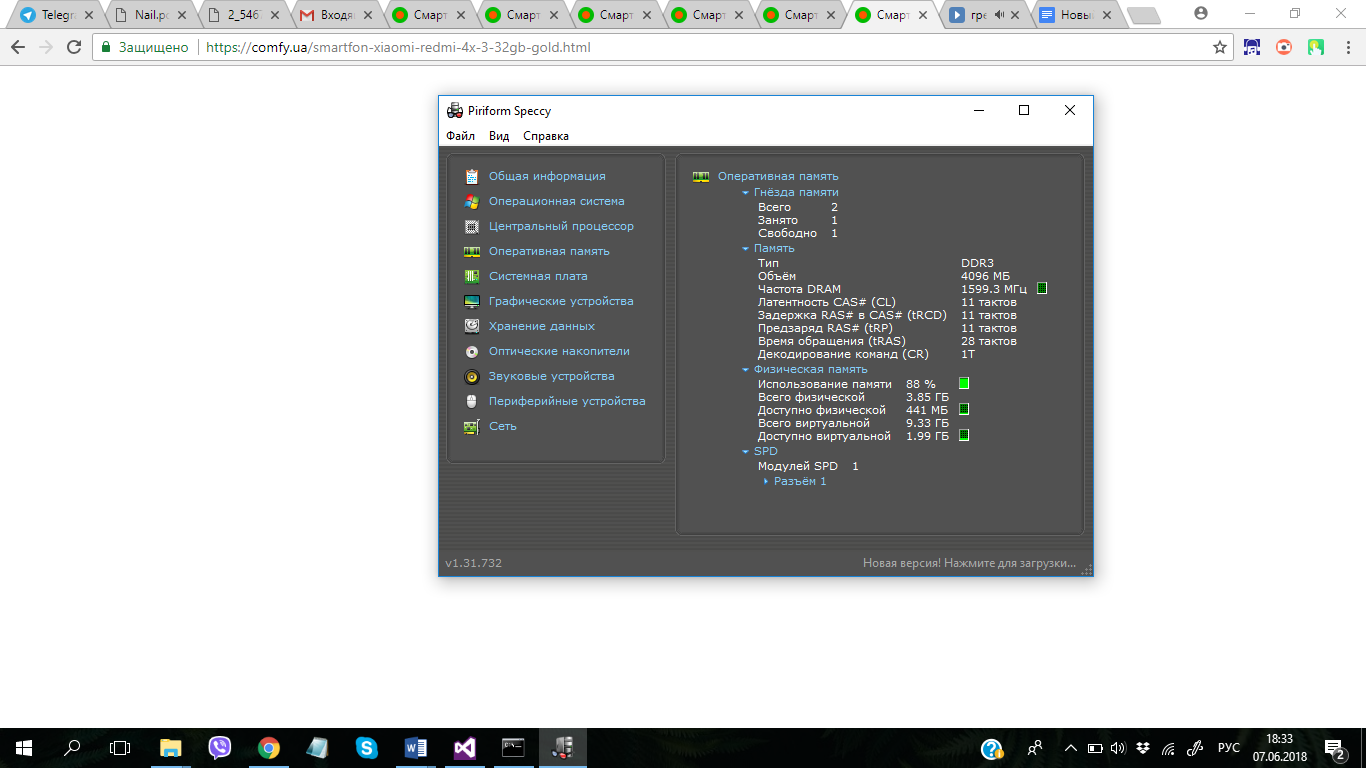 Telegra
Nail.po
2_5467
Входя
Смарт
Смарт
Смарт
Смарт
Смарт
Смарт
гре
Новый
Защищено
https://comfy.ua/smartfon-xiaomi-redmi-4x-3-32gb-gold.html
Piriform Speccy
Файл Вид Справка
Общая информация
Операционная система
Центральный процессор
Оперативная память
Системная плата
Графические устройства
Хранение данных
Оптические накопители
Звуковые устройства
Периферийные устройства
Сеть
Оперативная память
Гнёзда памяти
Всего 2
Занято 1
Свободно 1
Память
Тип DDR3
Объём 4096 МБ
Частота DRAM 1599.3 МГц
Латентность CAS# (CL) 11 тактов
Задержка RAS# в CAS# (tRCD) 11 тактов
Предзаряд RAS# (tRP) 11 тактов
Время обращения (tRAS) 28 тактов
Декодирование команд (CR) 1T
Физическая память
Использование памяти 88 %
Всего физической 3.85 ГБ
Доступно физической 441 МБ
Всего виртуальной 9.33 ГБ
Доступно виртуальной 1.99 ГБ
SPD
Модулей SPD 1
Разъём 1
v1.31.732
Новая версия! Нажмите для загрузки...
РУС
18:33
07.06.2018
2